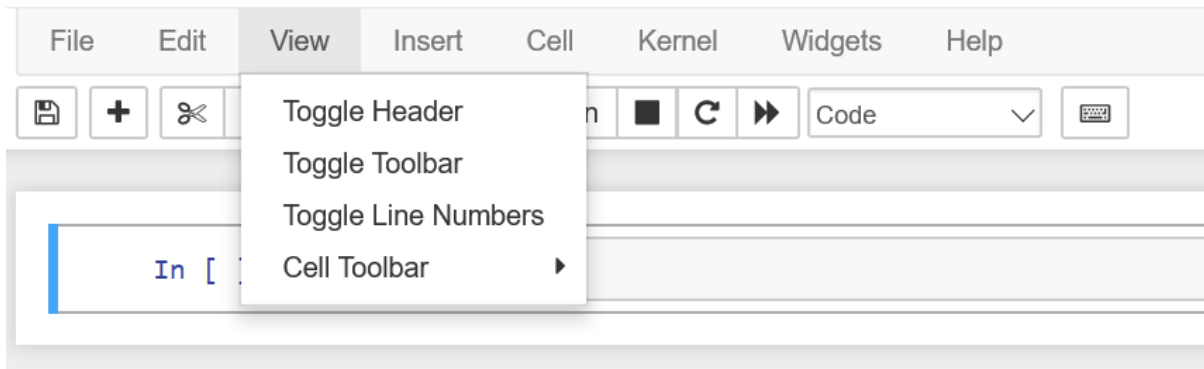 File Edit View Insert Cell Kernel Widgets Help
n Code
Toggle Header
Toggle Toolbar
Toggle Line Numbers
Cell Toolbar
In [ ]